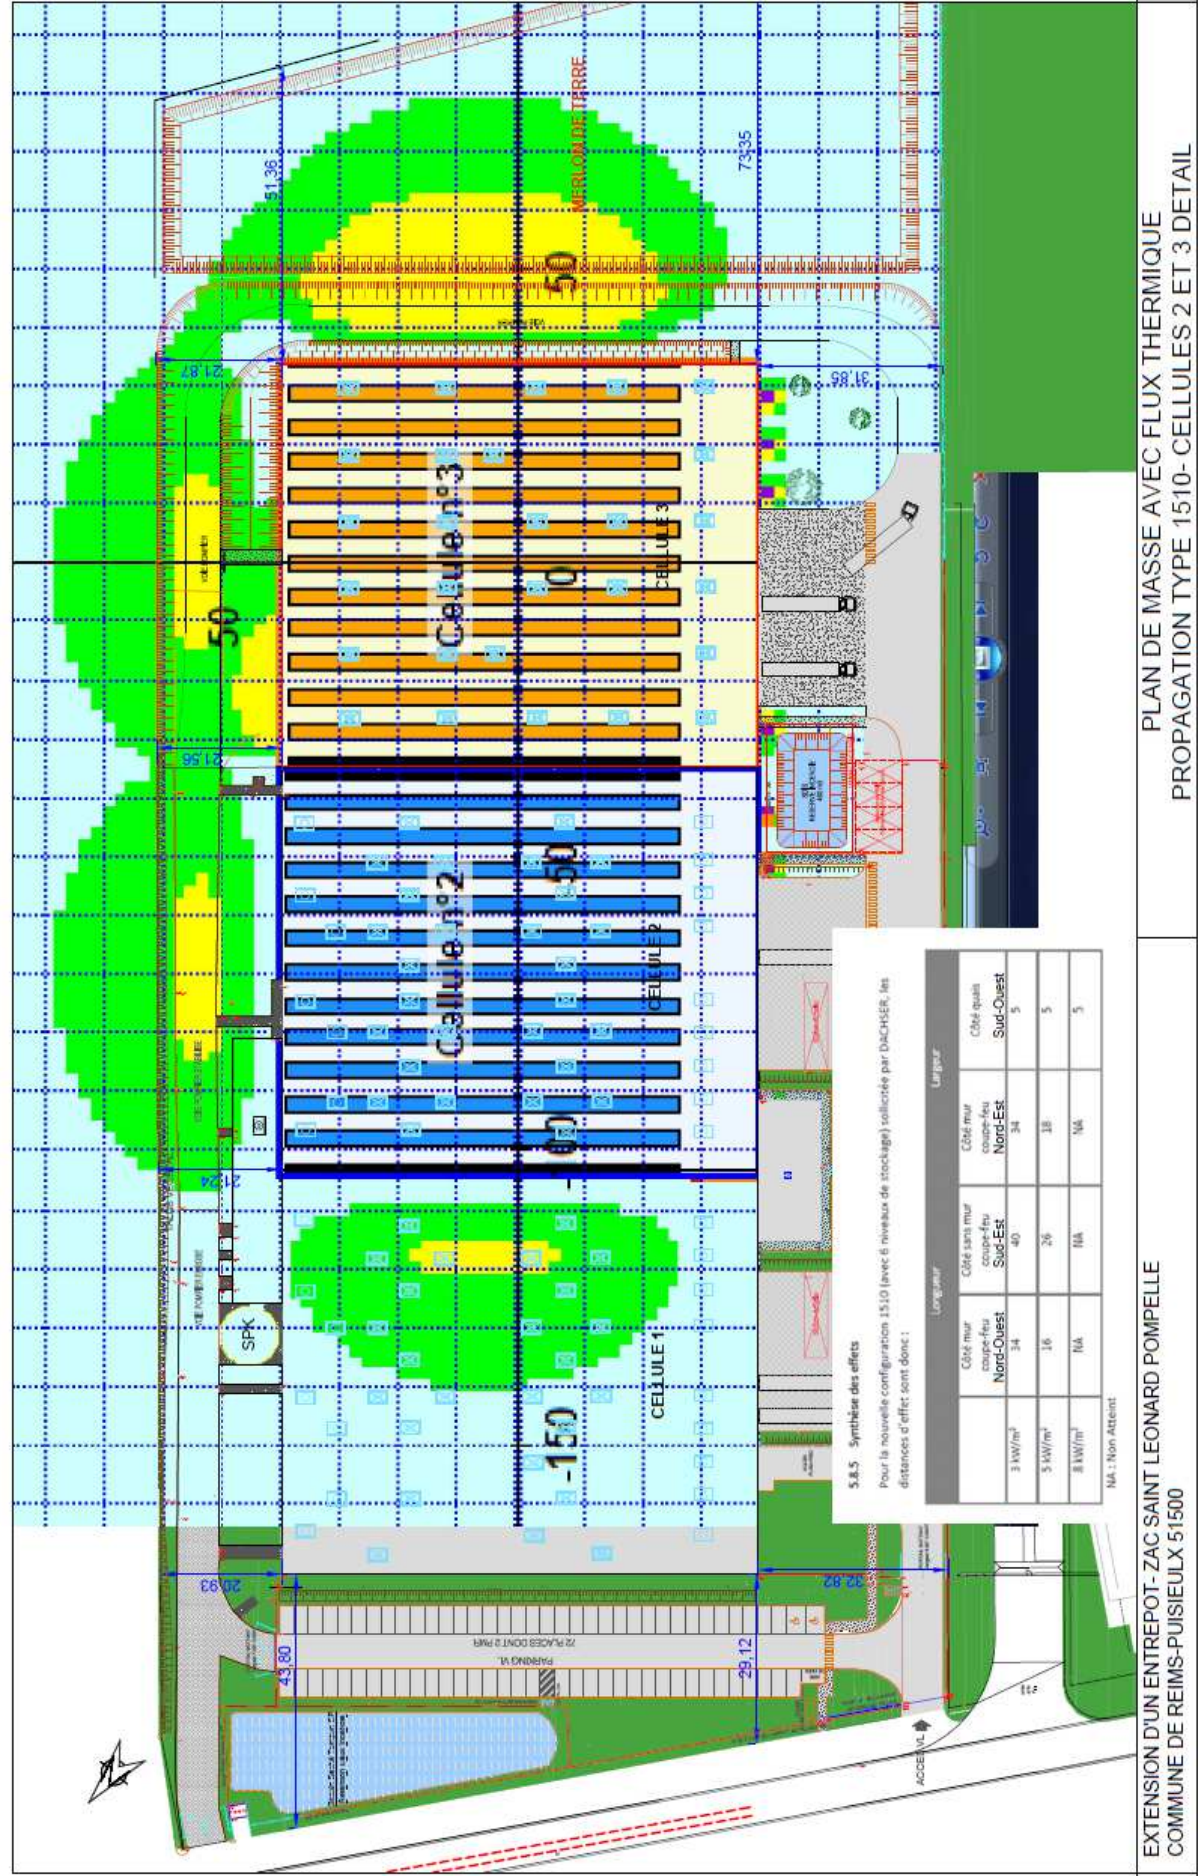 PLAN DE MASSE AVEC FLUX THERMIQUE
PROPAGATION TYPE 1510- CELLULES 2 ET 3 DETAIL
EXTENSION D'UN ENTREPOT- ZAC SAINT LEONARD POMPELLE
COMMUNE DE REIMS-PUISIEULX 51500
MERLON DE TERRE
51,36
73,35
50
21,87
31,85
50
Cellule n°3
0
CELLULE 3
21,56
Cellule n°2
-50
CELLULE 2
-100
21,24
SPK
CELLULE 1
-150
20,93
32,82
43,80
29,12
72 PLACES DONT 2 PMR
PARKING VL
ACCES VL
5.8.5 Synthèse des effets
Pour la nouvelle configuration 1510 (avec 6 niveaux de stockage) sollicitée par DACHSER, les
distances d'effet sont donc :
Longueur Largeur
Côté mur coupe-feu Nord-Ouest Côté sans mur coupe-feu Sud-Est Côté mur coupe-feu Nord-Est Côté quais Sud-Ouest
3 kW/m² 34 40 34 5
5 kW/m² 16 26 18 5
8 kW/m² NA NA NA 5
NA : Non Atteint